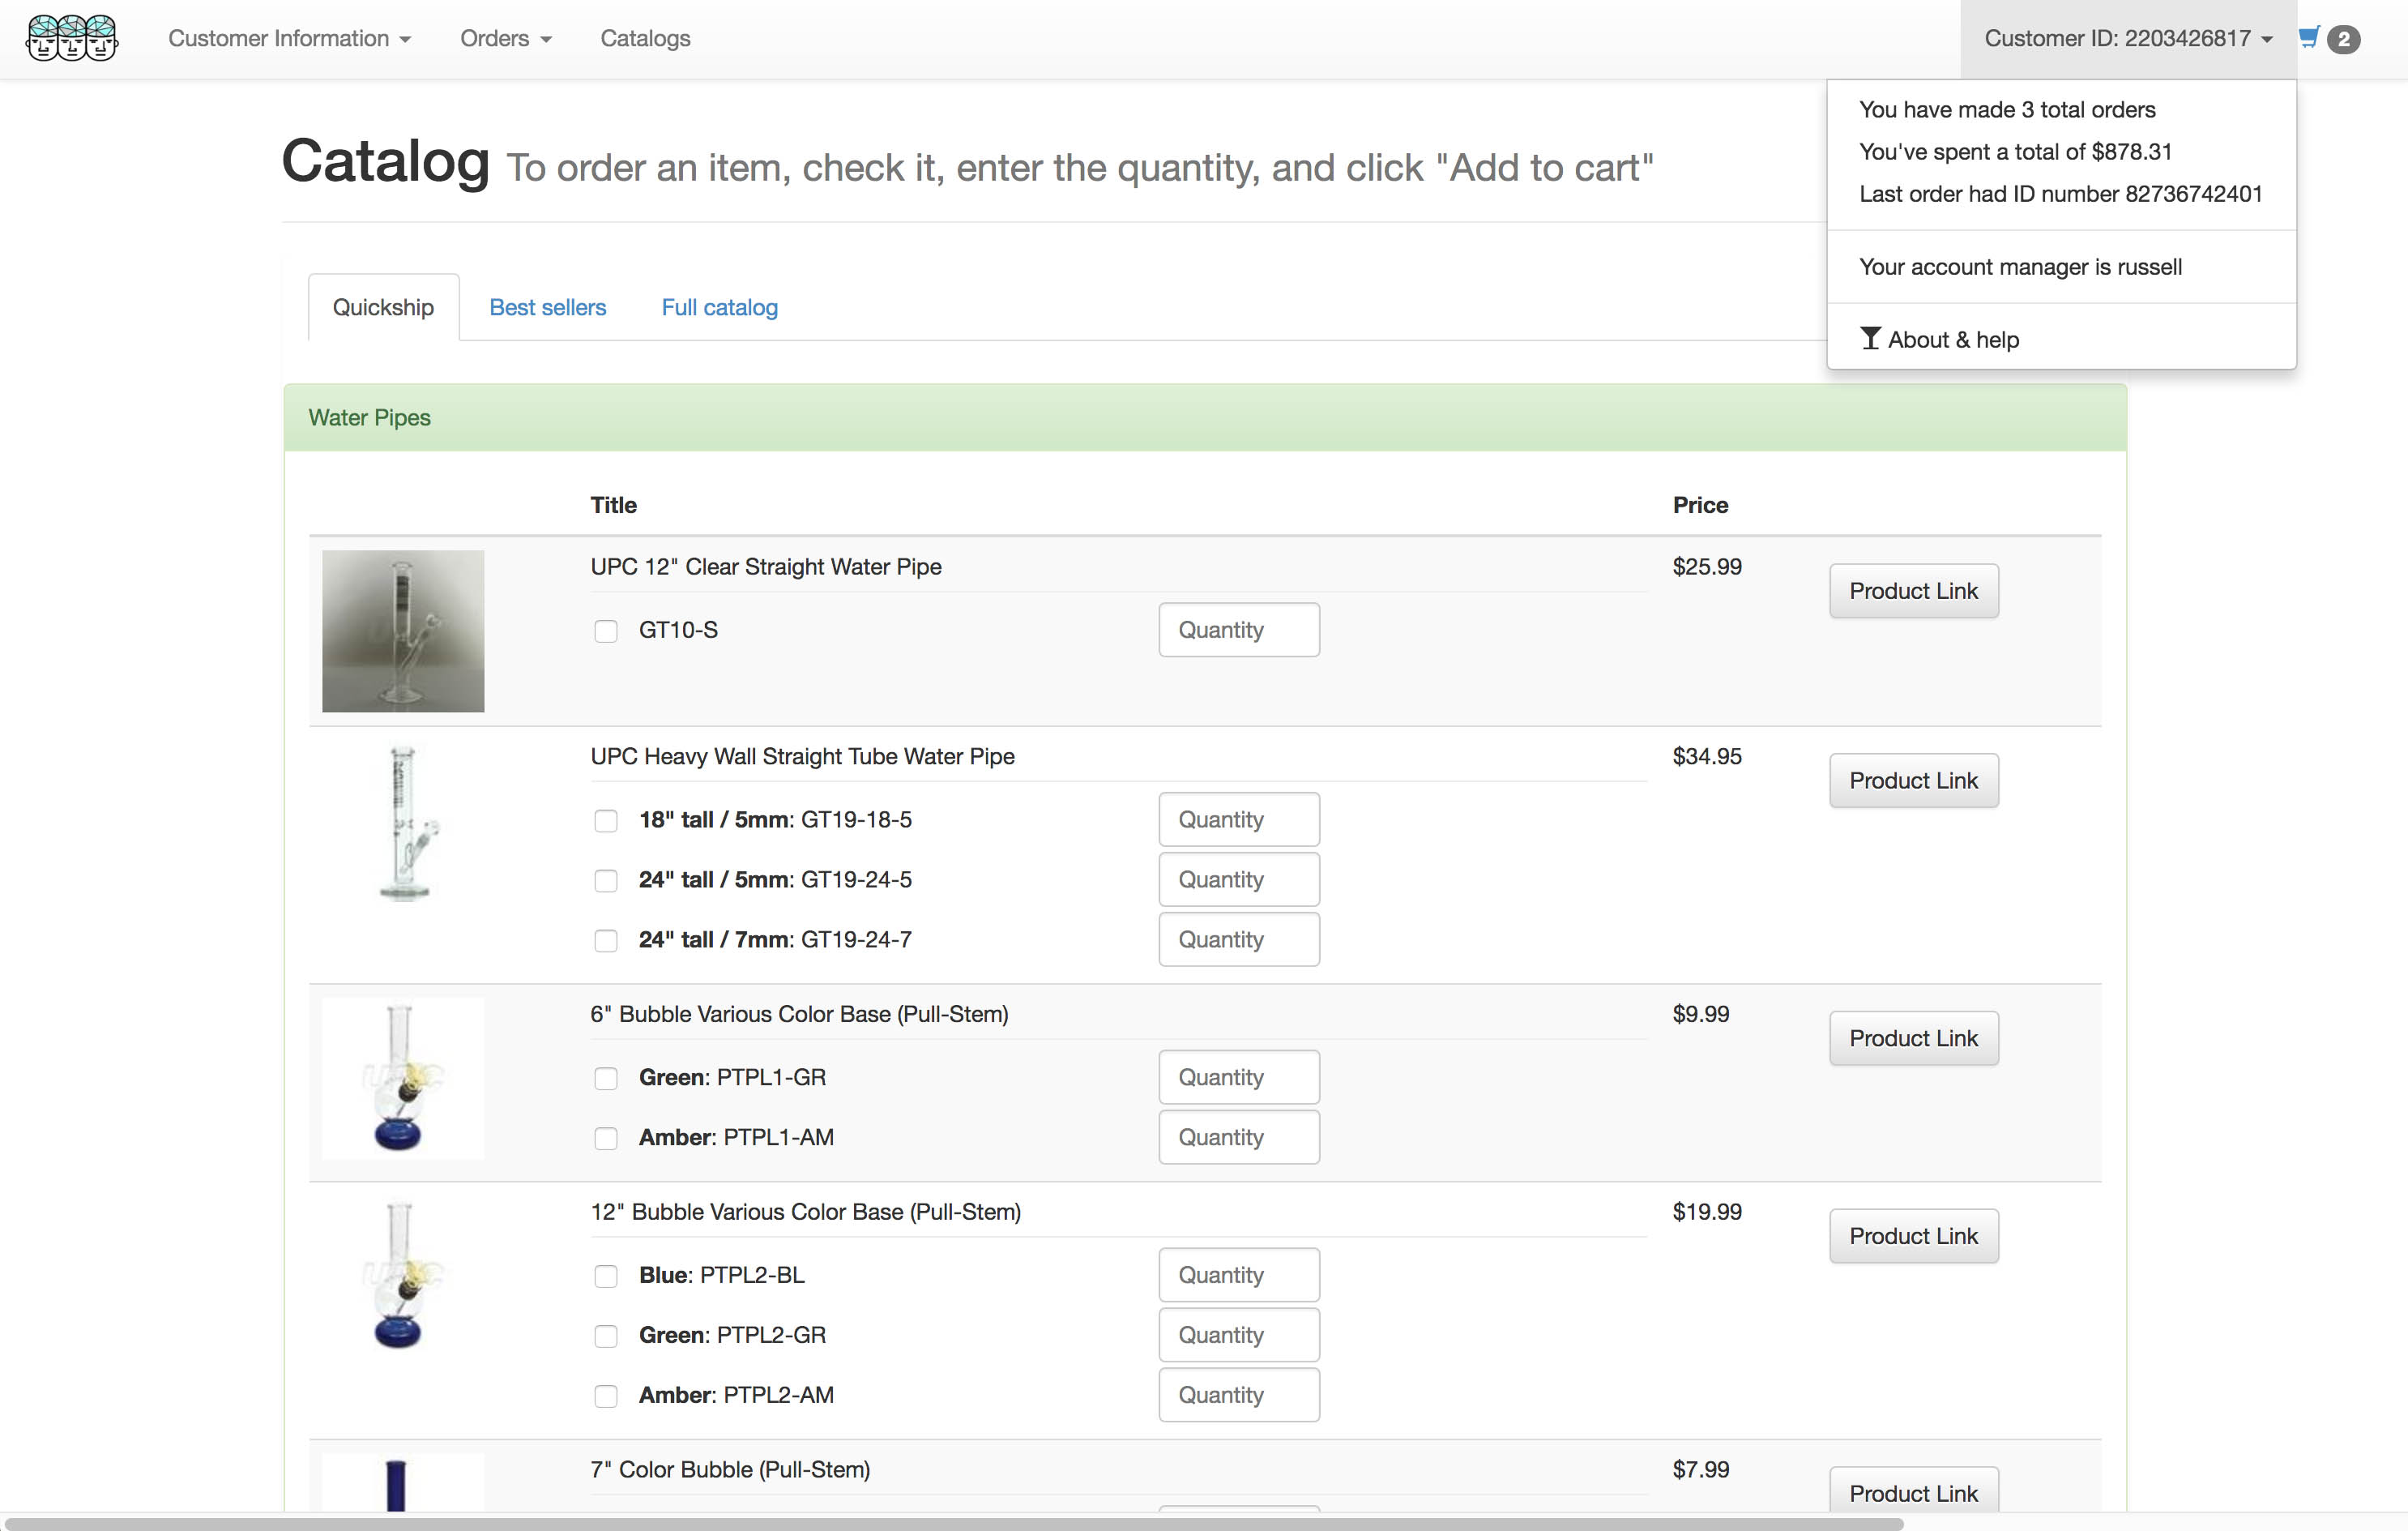 Customer Information
Orders
Catalogs
Customer ID: 2203426817
2
You have made 3 total orders
You've spent a total of $878.31
Last order had ID number 82736742401
Your account manager is russell
About & help
Catalog To order an item, check it, enter the quantity, and click "Add to cart"
Quickship
Best sellers
Full catalog
Water Pipes
Title
Price
UPC 12" Clear Straight Water Pipe
$25.99
Product Link
GT10-S
Quantity
UPC Heavy Wall Straight Tube Water Pipe
$34.95
Product Link
18" tall / 5mm: GT19-18-5
Quantity
24" tall / 5mm: GT19-24-5
Quantity
24" tall / 7mm: GT19-24-7
Quantity
6" Bubble Various Color Base (Pull-Stem)
$9.99
Product Link
Green: PTPL1-GR
Quantity
Amber: PTPL1-AM
Quantity
12" Bubble Various Color Base (Pull-Stem)
$19.99
Product Link
Blue: PTPL2-BL
Quantity
Green: PTPL2-GR
Quantity
Amber: PTPL2-AM
Quantity
7" Color Bubble (Pull-Stem)
$7.99
Product Link